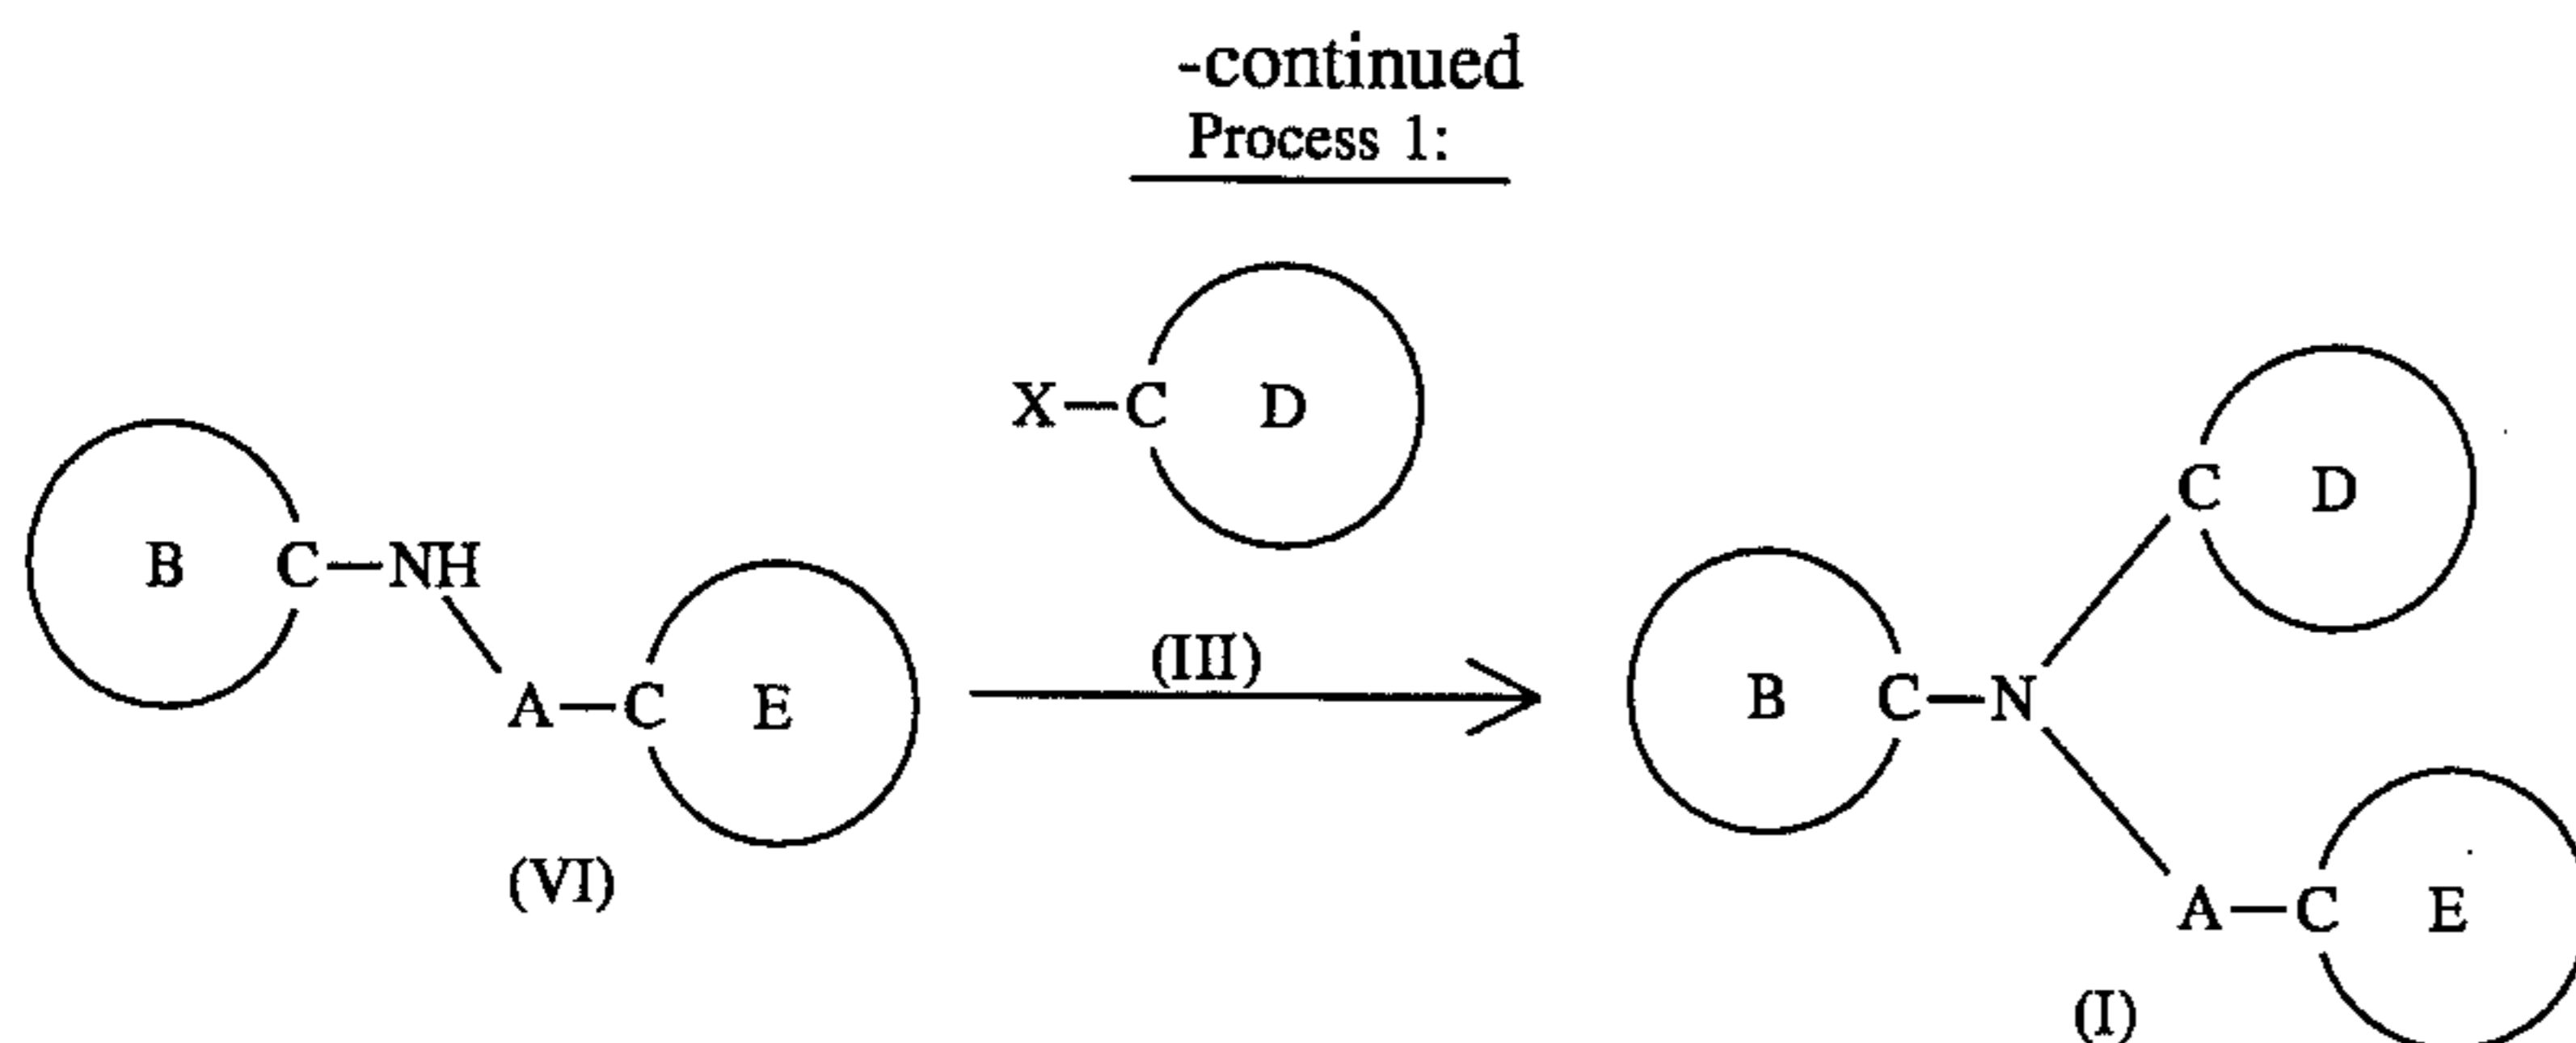 -continued
Process 1:
X—C D
B C—NH
A—C E
(III)
(VI)
C D
B C—N
A—C E
(I)